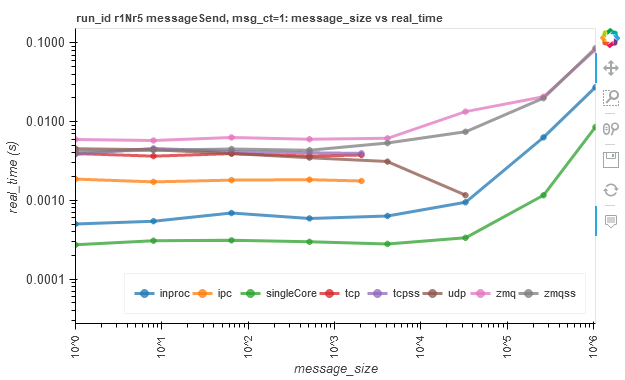 run_id r1Nr5 messageSend, msg_ct=1: message_size vs real_time
0.1000
0.0100
0.0010
0.0001
real_time (s)
inproc ipc singleCore tcp tcpss udp zmq zmqss
10^0 10^1 10^2 10^3 10^4 10^5 10^6
message_size